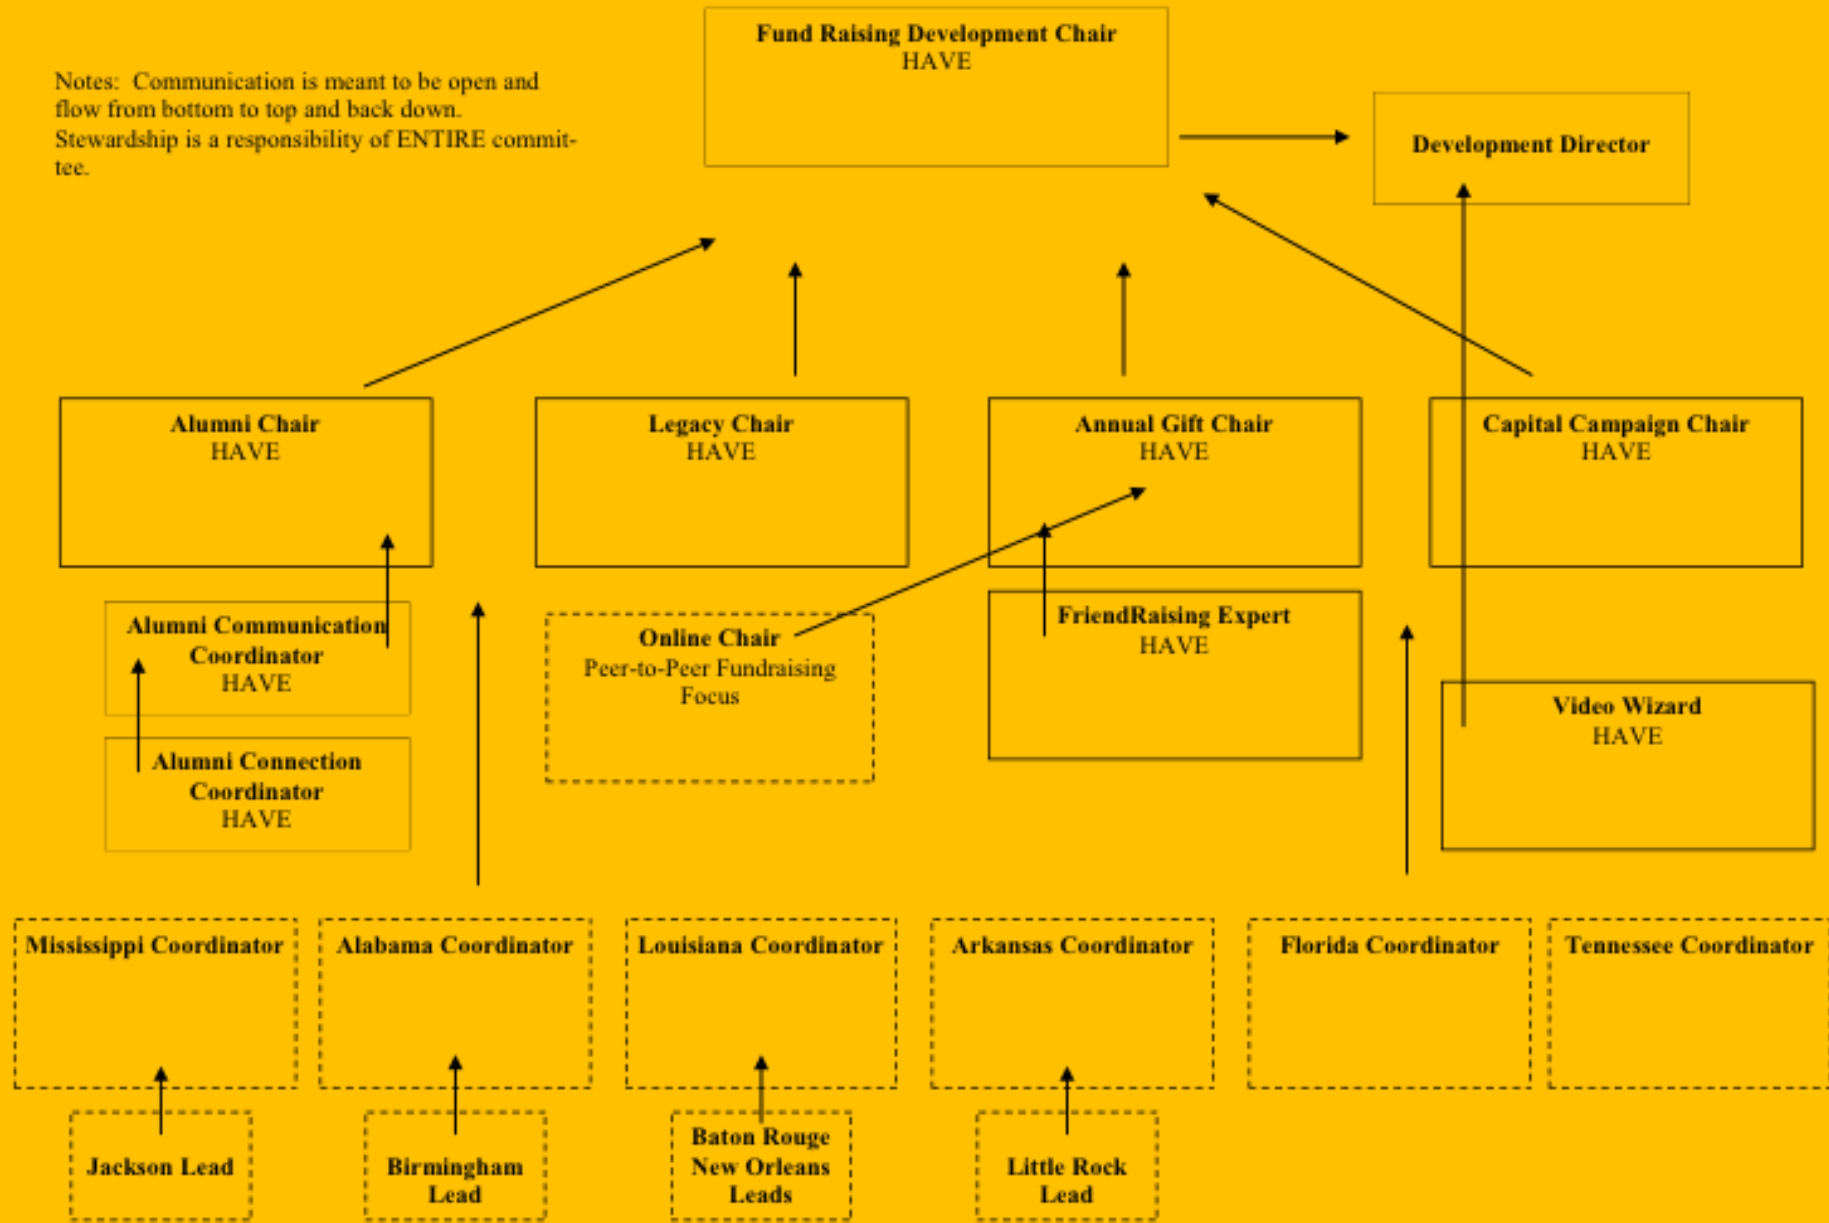 Fund Raising Development Chair
HAVE
Notes: Communication is meant to be open and
flow from bottom to top and back down.
Stewardship is a responsibility of ENTIRE commit-
tee.
Development Director
Alumni Chair
HAVE
Legacy Chair
HAVE
Annual Gift Chair
HAVE
Capital Campaign Chair
HAVE
Alumni Communication
Coordinator
HAVE
Online Chair
Peer-to-Peer Fundraising
Focus
FriendRaising Expert
HAVE
Video Wizard
HAVE
Alumni Connection
Coordinator
HAVE
Mississippi Coordinator
Alabama Coordinator
Louisiana Coordinator
Arkansas Coordinator
Florida Coordinator
Tennessee Coordinator
Jackson Lead
Birmingham
Lead
Baton Rouge
New Orleans
Leads
Little Rock
Lead